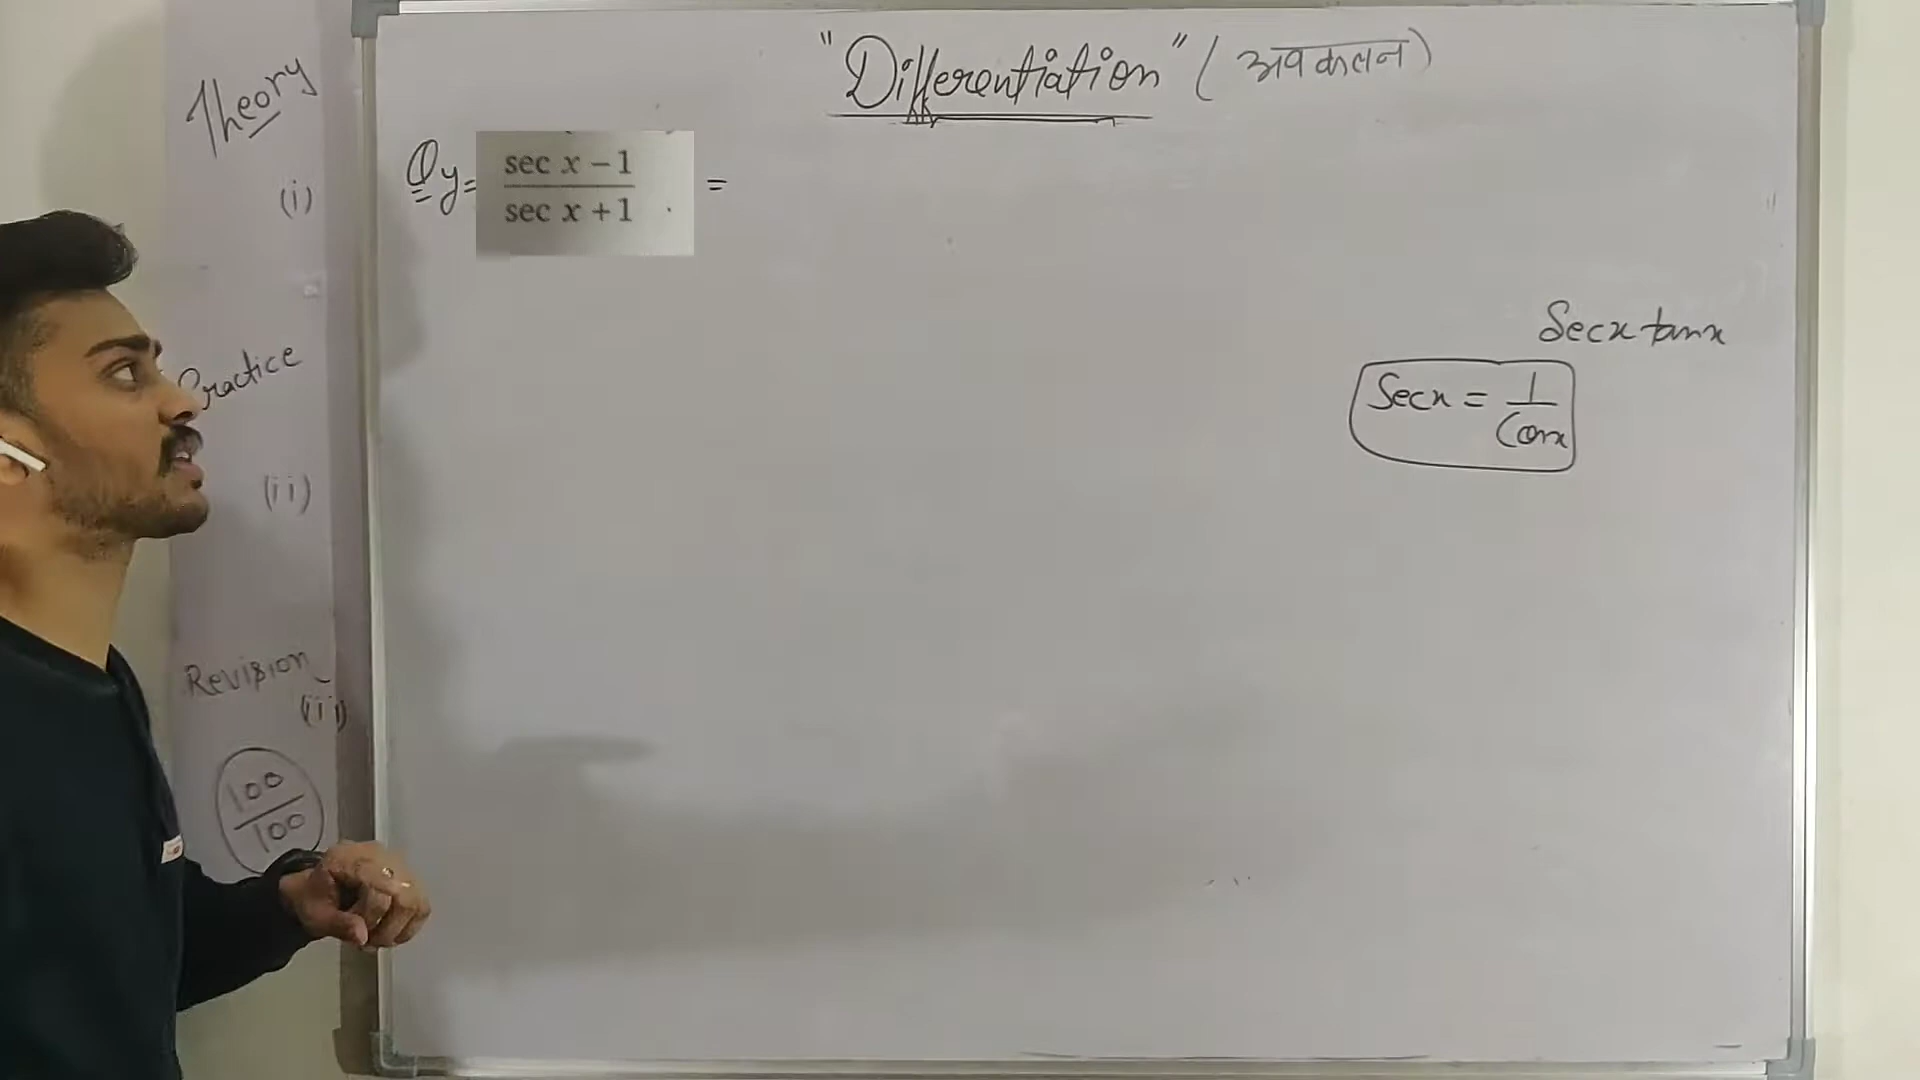 "Differentiation" (अवकलन)
Theory
(i)
Q y= sec x − 1 / sec x + 1 =
Secx tanx
Secx = 1 / Cosx
Practice
(ii)
Revision
(iii)
100
100